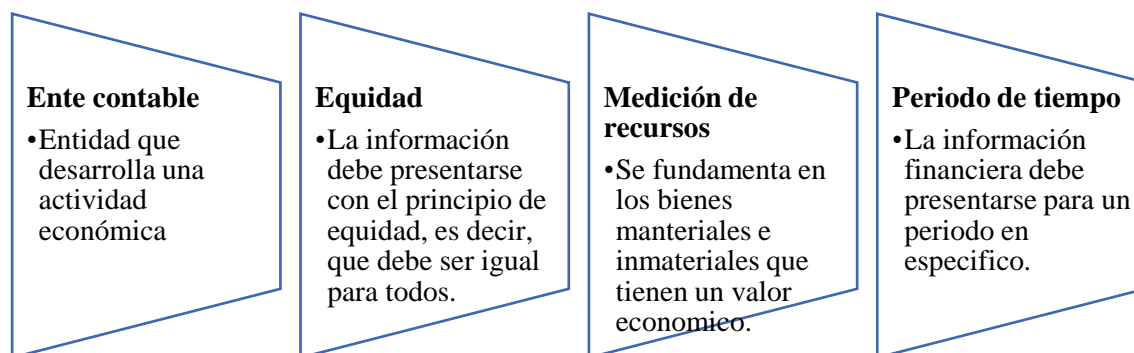 Ente contable
•Entidad que
desarrolla una
actividad
económica
Equidad
•La información
debe presentarse
con el principio de
equidad, es decir,
que debe ser igual
para todos.
Medición de
recursos
•Se fundamenta en
los bienes
manteriales e
inmateriales que
tienen un valor
economico.
Periodo de tiempo
•La información
financiera debe
presentarse para un
periodo en
especifico.